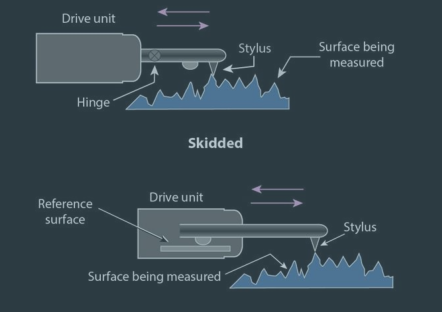 Drive unit
Stylus
Surface being
measured
Hinge
Skidded
Reference
surface
Drive unit
Stylus
Surface being measured